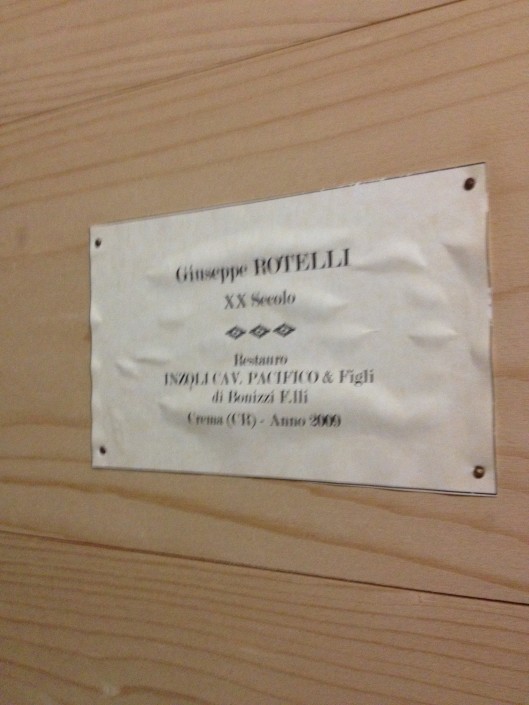 Giuseppe ROTELLI
XX Secolo
Restauro
INZOLI CAV. PACIFICO & Figli
di Bonizzi F.lli
Crema (CR) - Anno 2009